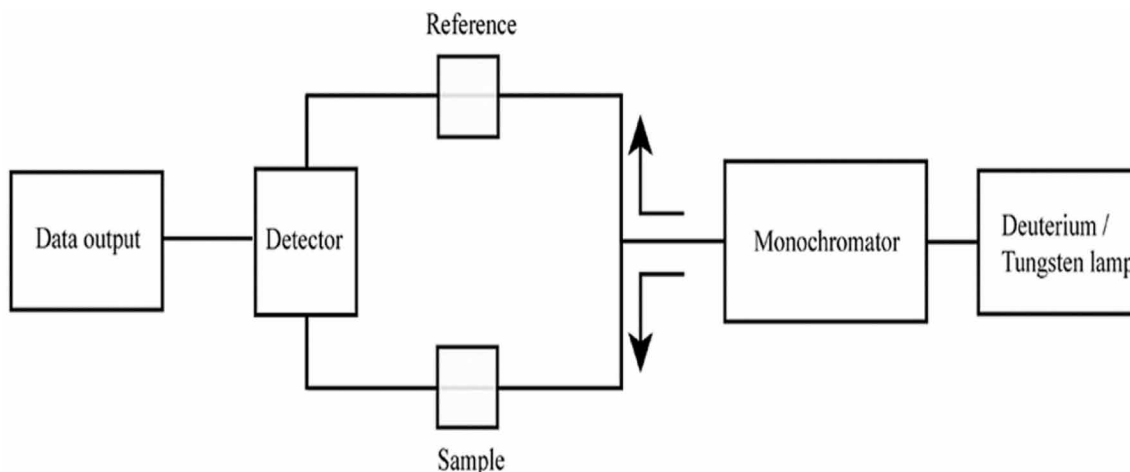 Reference
Data output
Detector
Monochromator
Deuterium /
Tungsten lamp
Sample